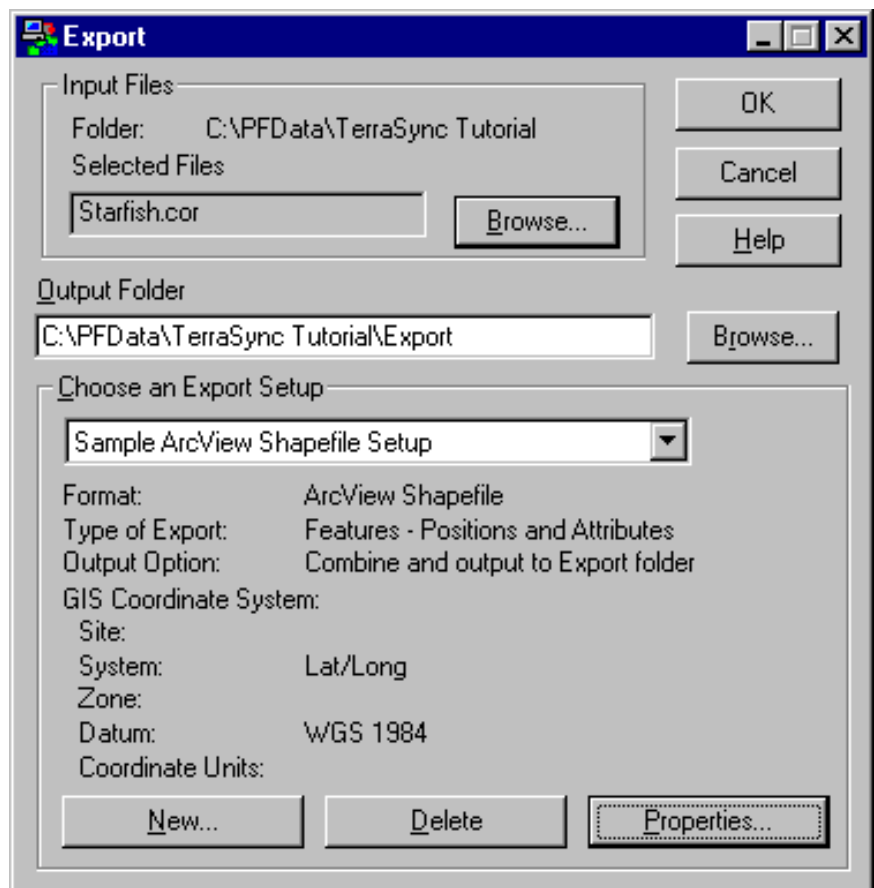 Export
Input Files
OK
Folder: C:\PFData\TerraSync Tutorial
Selected Files
Cancel
Starfish.cor
Browse...
Help
Output Folder
C:\PFData\TerraSync Tutorial\Export
Browse...
Choose an Export Setup
Sample ArcView Shapefile Setup
Format: ArcView Shapefile
Type of Export: Features - Positions and Attributes
Output Option: Combine and output to Export folder
GIS Coordinate System:
Site:
System: Lat/Long
Zone:
Datum: WGS 1984
Coordinate Units:
New... Delete Properties...